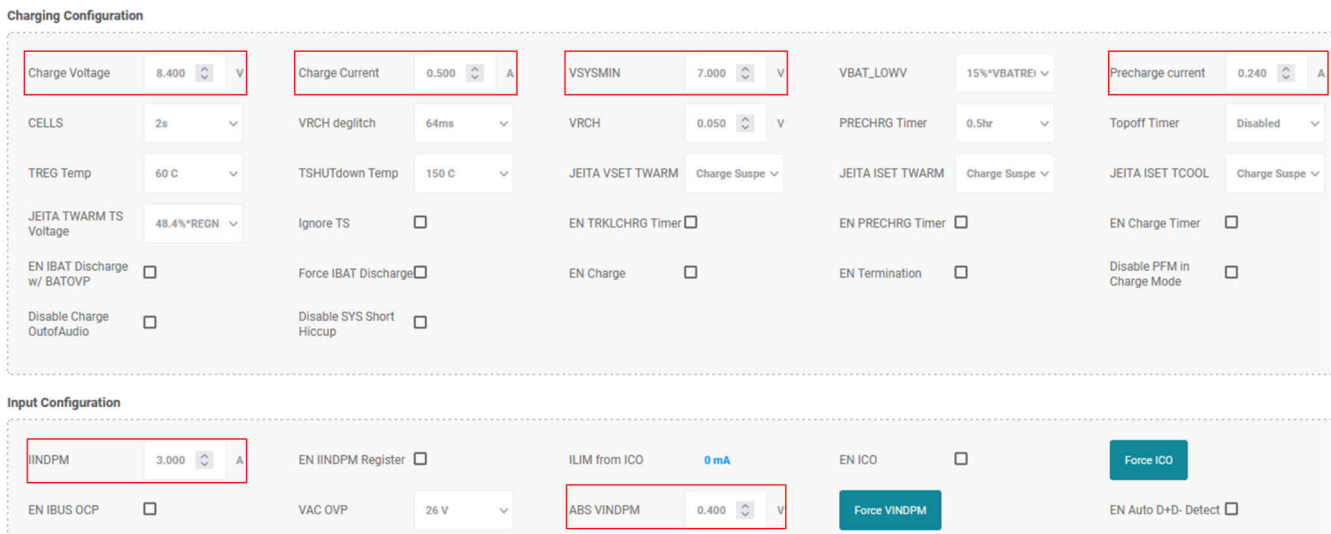 Charging Configuration
Charge Voltage 8.400 V Charge Current 0.500 A VSYSMIN 7.000 V VBAT_LOWV 15%*VBATREI Precharge current 0.240 A
CELLS 2s VRCH deglitch 64ms VRCH 0.050 V PRECHRG Timer 0.5hr Topoff Timer Disabled
TREG Temp 60 C TSHUTdown Temp 150 C JEITA VSET TWARM Charge Suspe JEITA ISET TWARM Charge Suspe JEITA ISET TCOOL Charge Suspe
JEITA TWARM TS
Voltage 48.4%*REGN Ignore TS EN TRKLCHRG Timer EN PRECHRG Timer EN Charge Timer
EN IBAT Discharge
w/ BATOVP Force IBAT Discharge EN Charge EN Termination Disable PFM in
Charge Mode
Disable Charge
OutofAudio Disable SYS Short
Hiccup
Input Configuration
IINDPM 3.000 A EN IINDPM Register ILIM from ICO 0 mA EN ICO Force ICO
EN IBUS OCP VAC OVP 26 V ABS VINDPM 0.400 V Force VINDPM EN Auto D+D- Detect